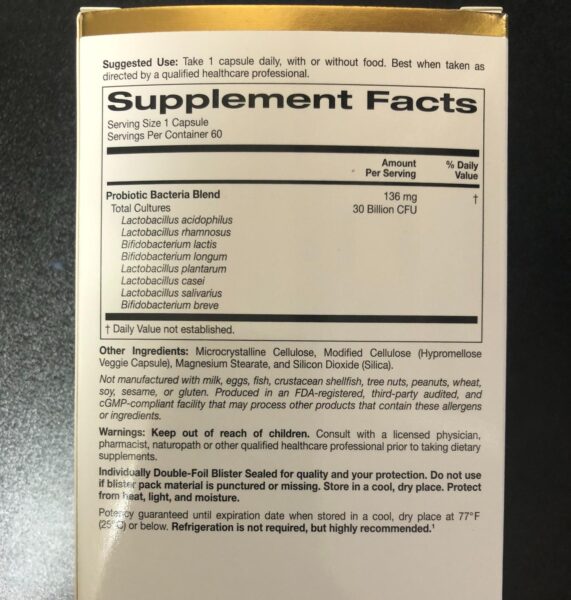 Suggested Use: Take 1 capsule daily, with or without food. Best when taken as
directed by a qualified healthcare professional.
Supplement Facts
Serving Size 1 Capsule
Servings Per Container 60
Amount Per Serving
% Daily Value
Probiotic Bacteria Blend 136 mg †
Total Cultures 30 Billion CFU
Lactobacillus acidophilus
Lactobacillus rhamnosus
Bifidobacterium lactis
Bifidobacterium longum
Lactobacillus plantarum
Lactobacillus casei
Lactobacillus salivarius
Bifidobacterium breve
† Daily Value not established.
Other Ingredients: Microcrystalline Cellulose, Modified Cellulose (Hypromellose
Veggie Capsule), Magnesium Stearate, and Silicon Dioxide (Silica).
Not manufactured with milk, eggs, fish, crustacean shellfish, tree nuts, peanuts, wheat,
soy, sesame, or gluten. Produced in an FDA-registered, third-party audited, and
cGMP-compliant facility that may process other products that contain these allergens
or ingredients.
Warnings: Keep out of reach of children. Consult with a licensed physician,
pharmacist, naturopath or other qualified healthcare professional prior to taking dietary
supplements.
Individually Double-Foil Blister Sealed for quality and your protection. Do not use
if blister pack material is punctured or missing. Store in a cool, dry place. Protect
from heat, light, and moisture.
Potency guaranteed until expiration date when stored in a cool, dry place at 77°F
(25°C) or below. Refrigeration is not required, but highly recommended.¹